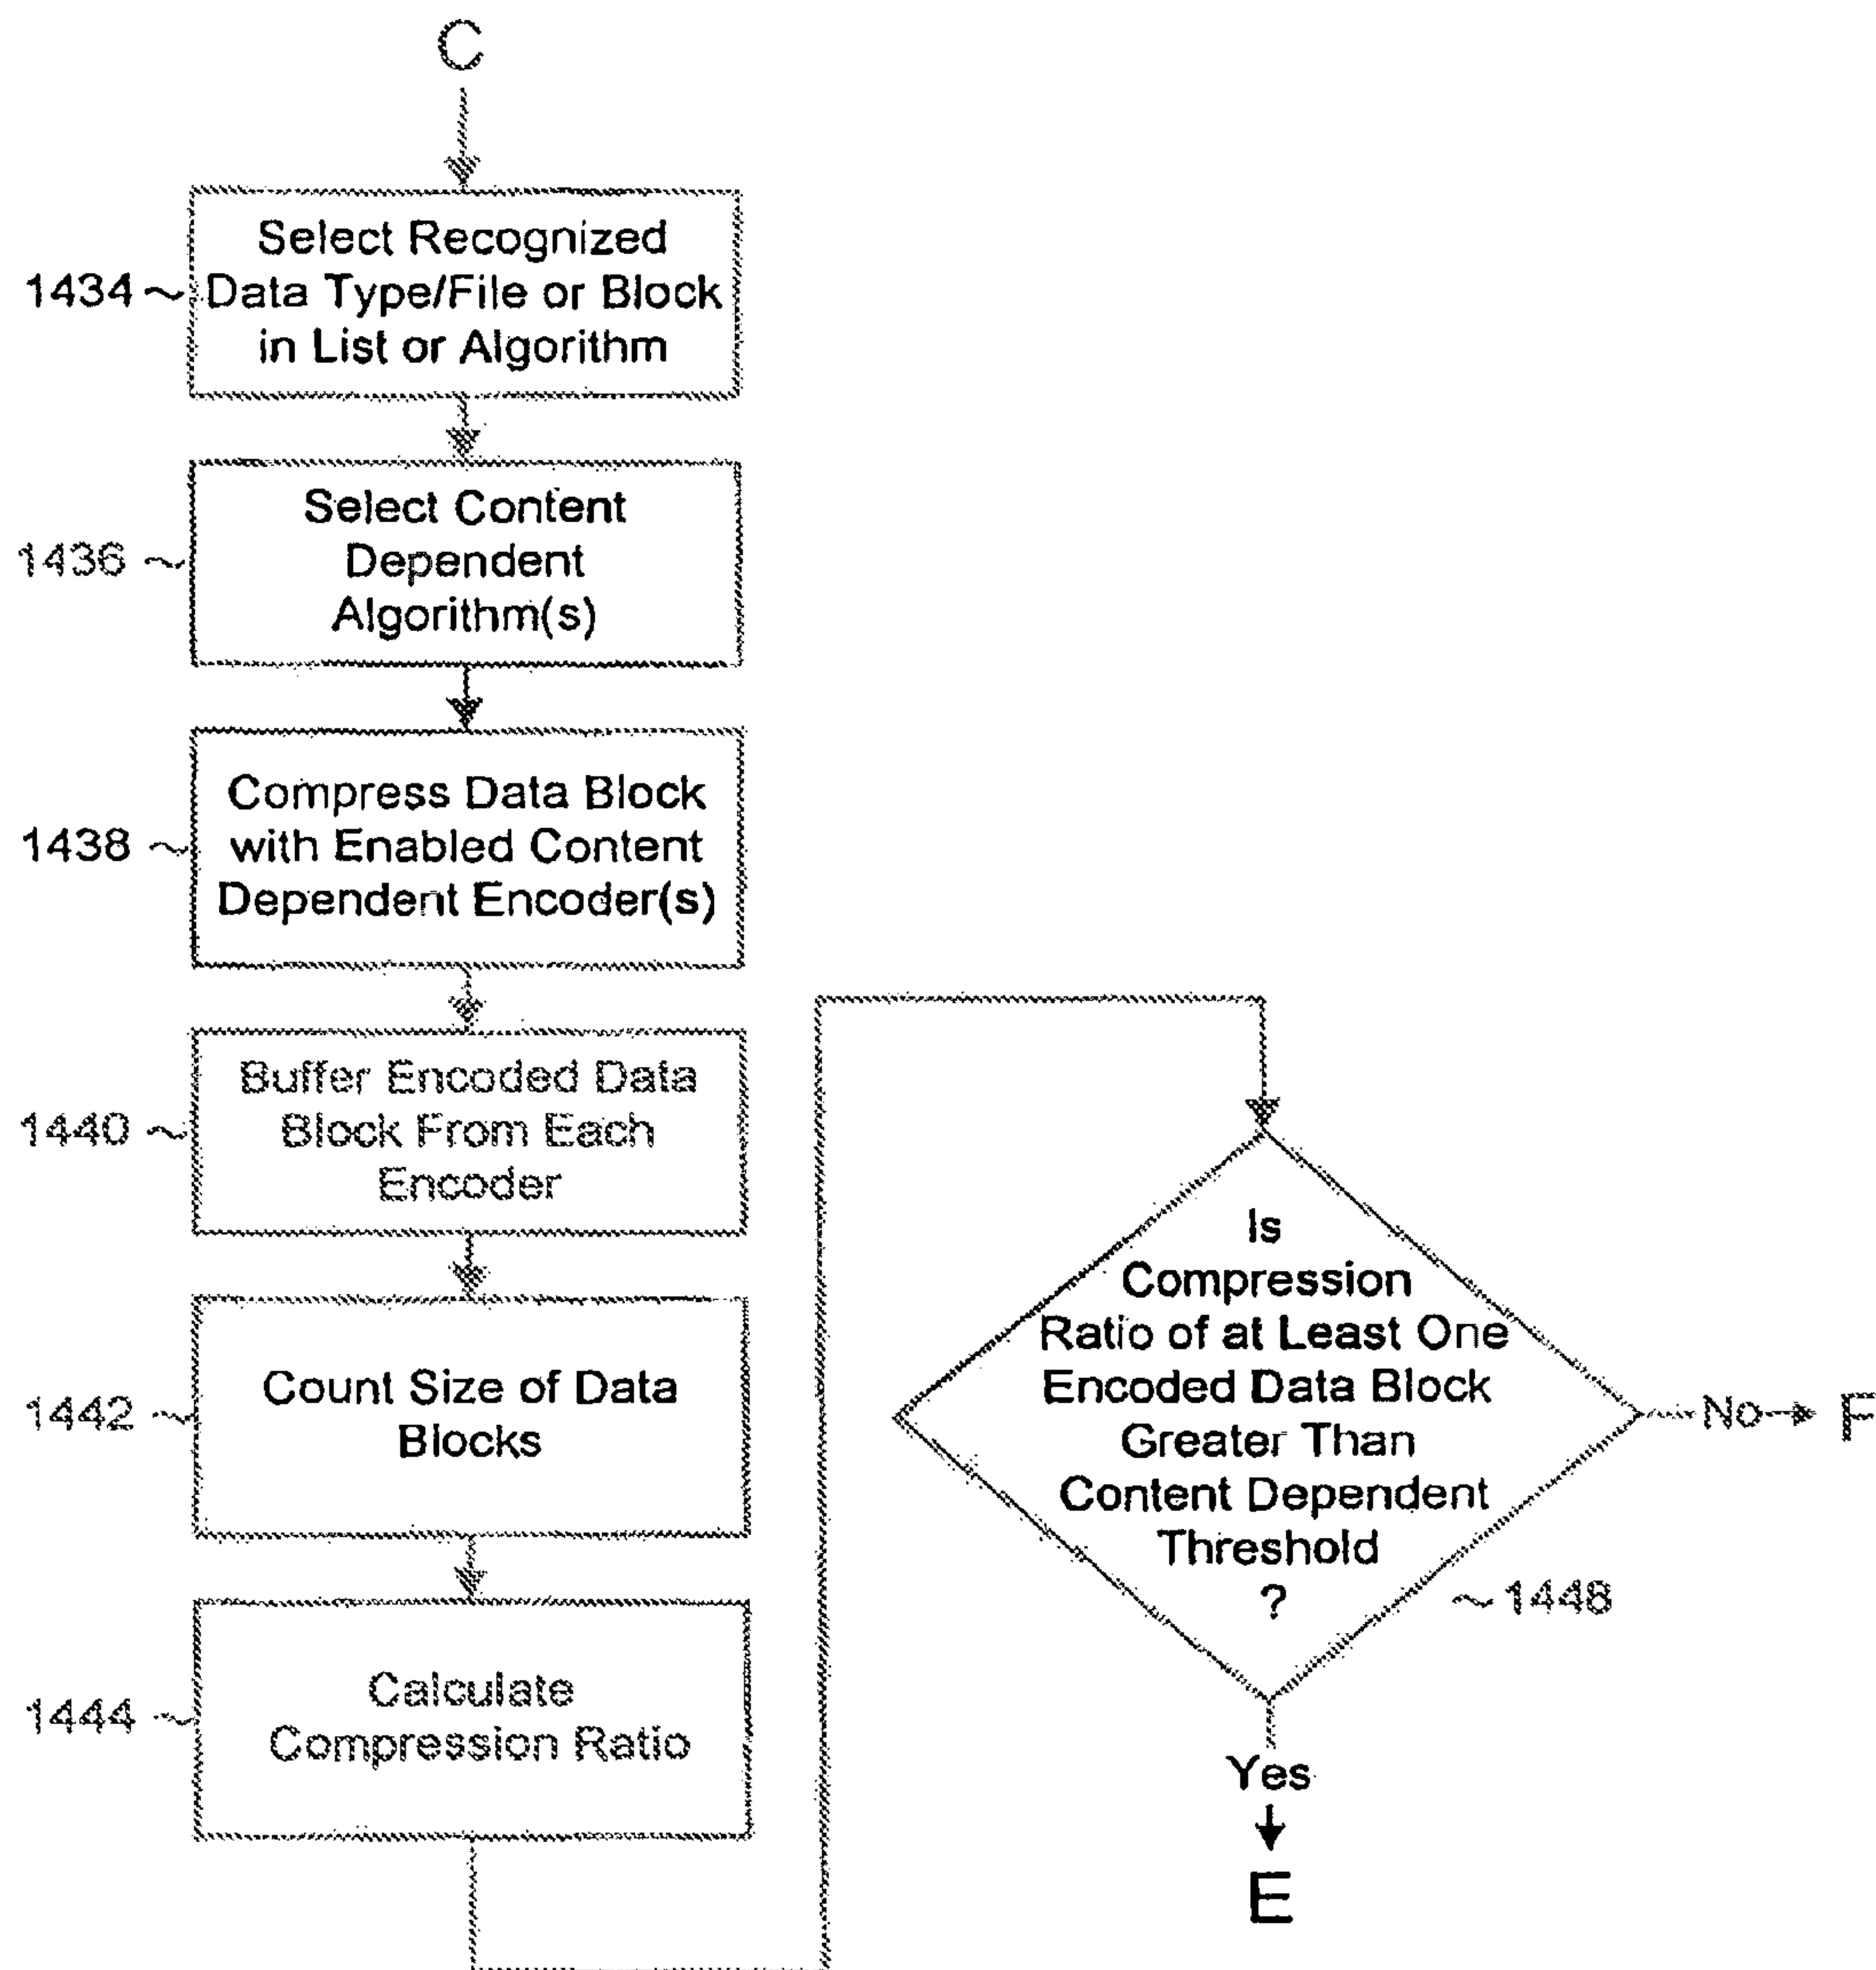 C
Select Recognized
1434 ~ Data Type/File or Block
in List or Algorithm
Select Content
1436 ~ Dependent
Algorithm(s)
Compress Data Block
1438 ~ with Enabled Content
Dependent Encoder(s)
Buffer Encoded Data
1440 ~ Block From Each
Encoder
1442 ~ Count Size of Data
Blocks
1444 ~ Calculate
Compression Ratio
Is
Compression
Ratio of at Least One
Encoded Data Block
Greater Than
Content Dependent
Threshold
?
~ 1448
No
F
Yes
E